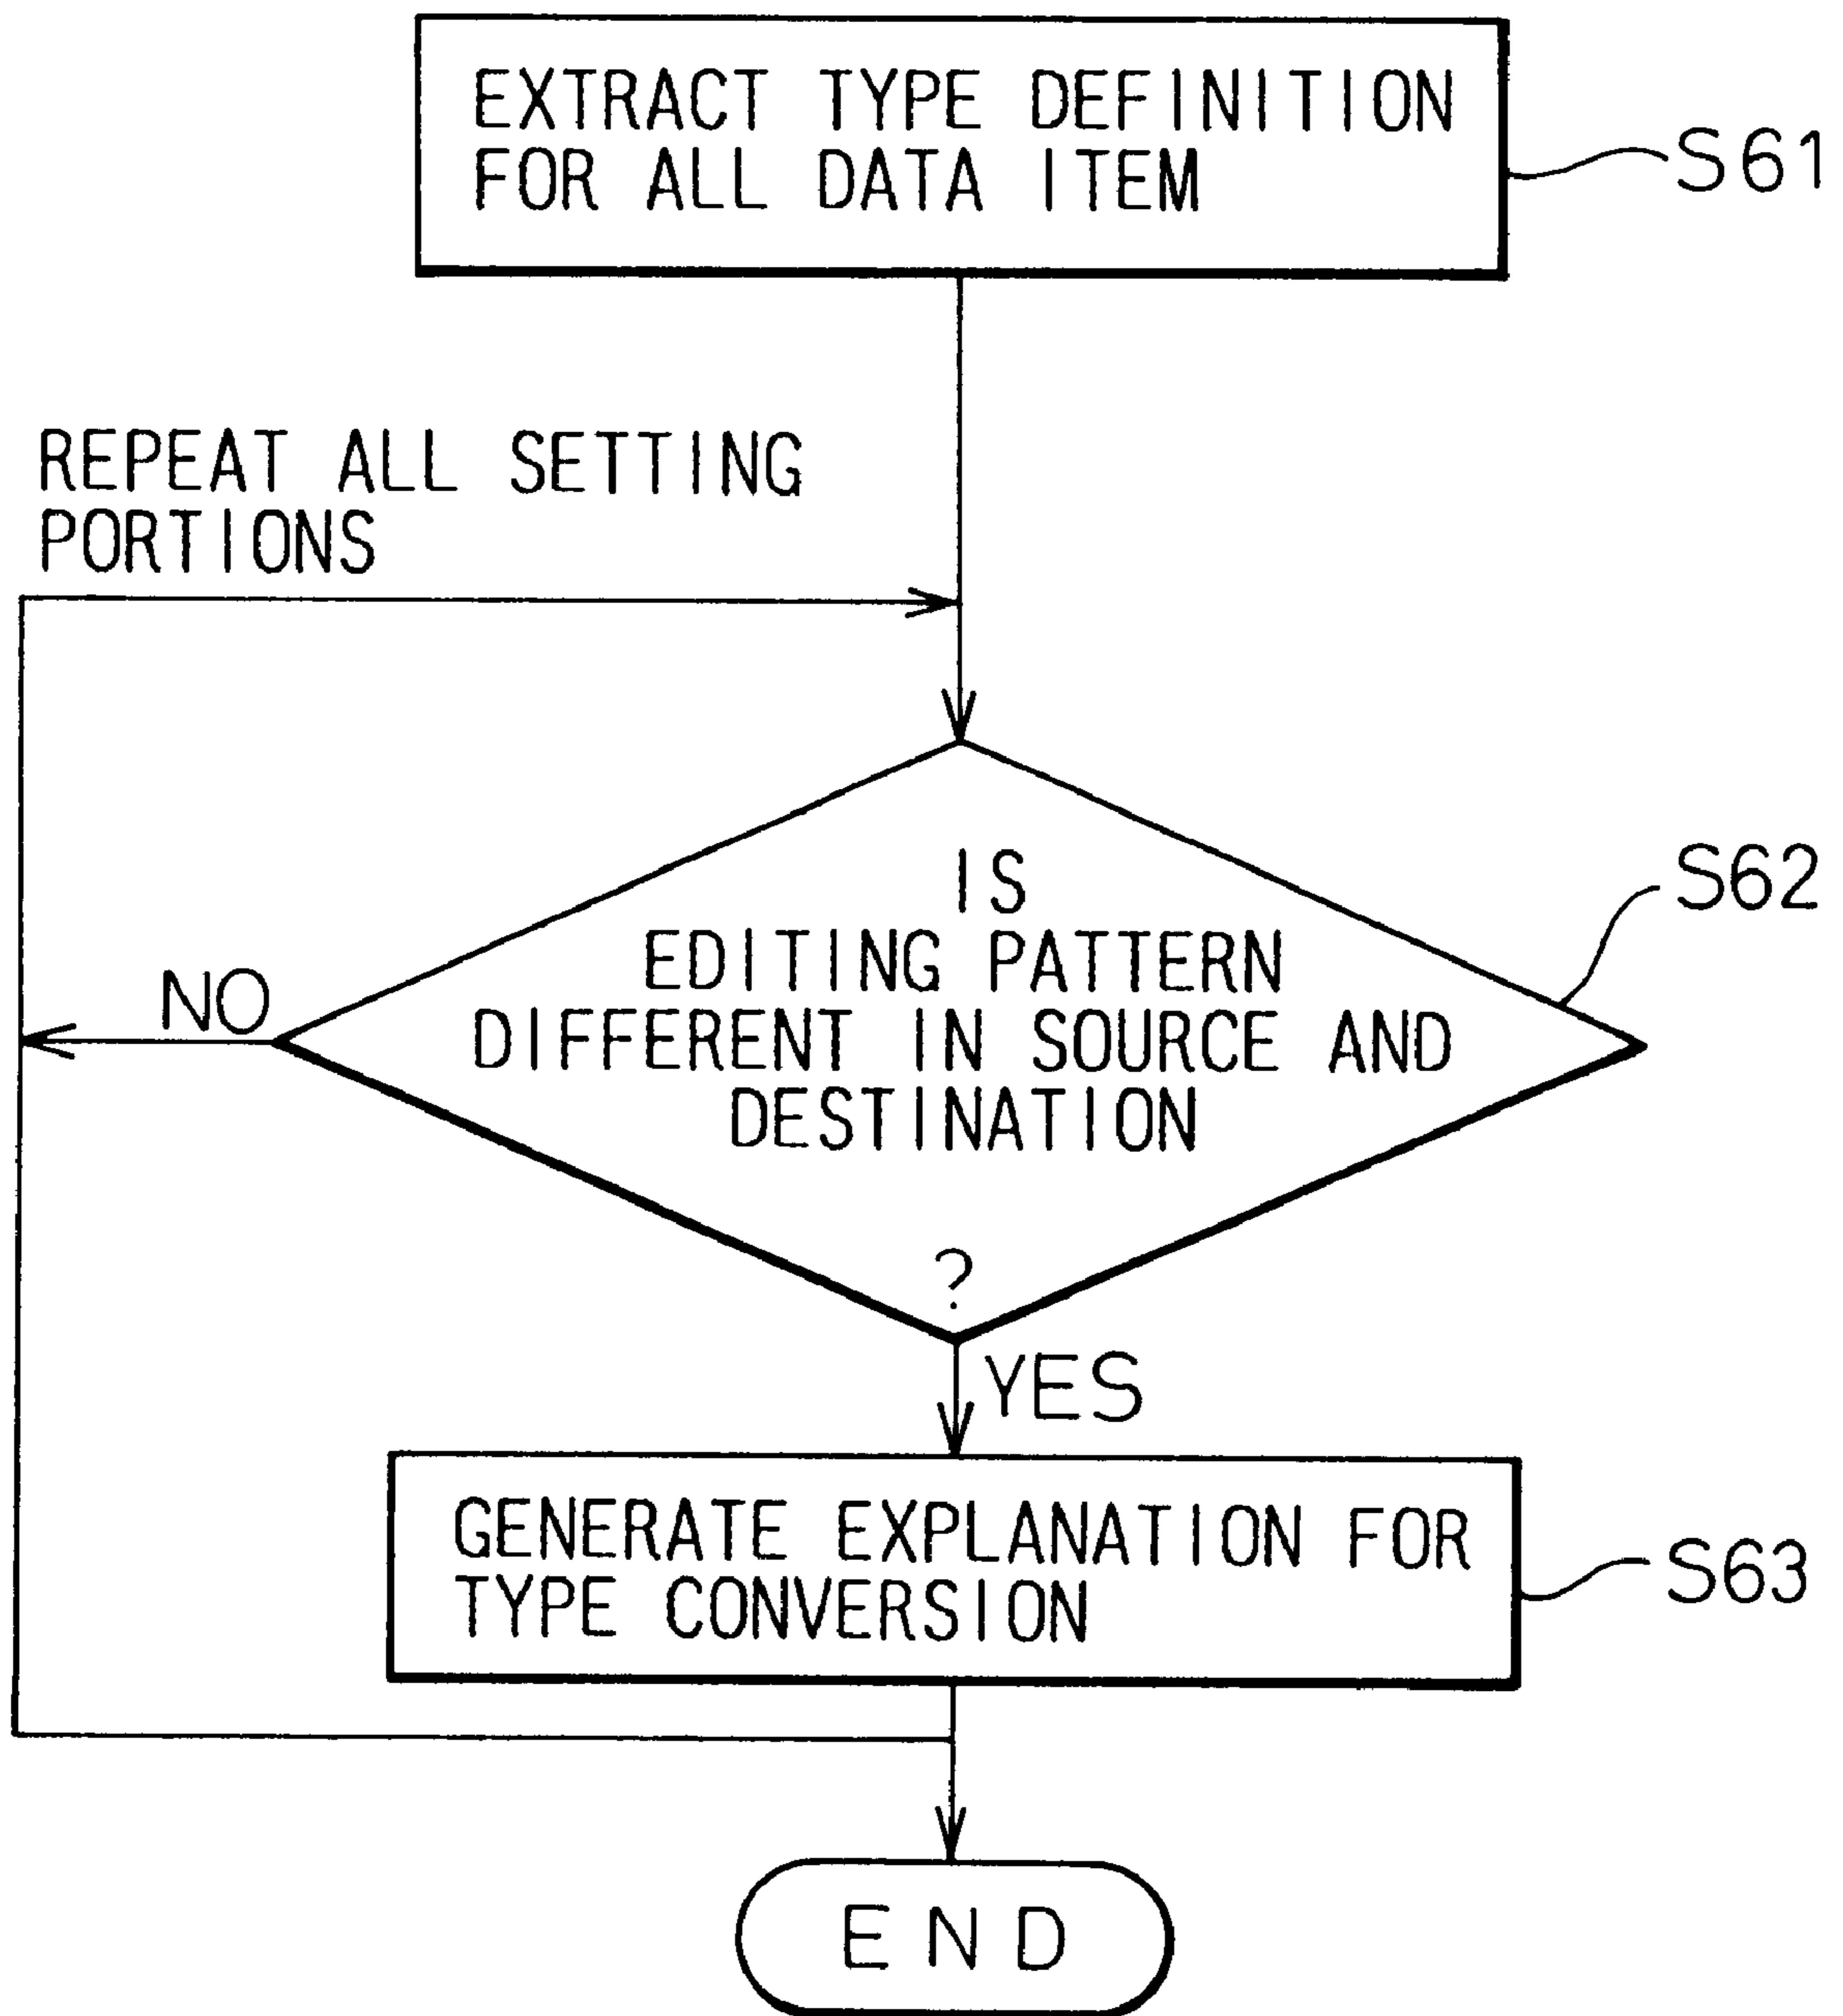 EXTRACT TYPE DEFINITION
FOR ALL DATA ITEM
S61
REPEAT ALL SETTING
PORTIONS
IS
EDITING PATTERN
DIFFERENT IN SOURCE AND
DESTINATION
?
S62
NO
YES
GENERATE EXPLANATION FOR
TYPE CONVERSION
S63
END